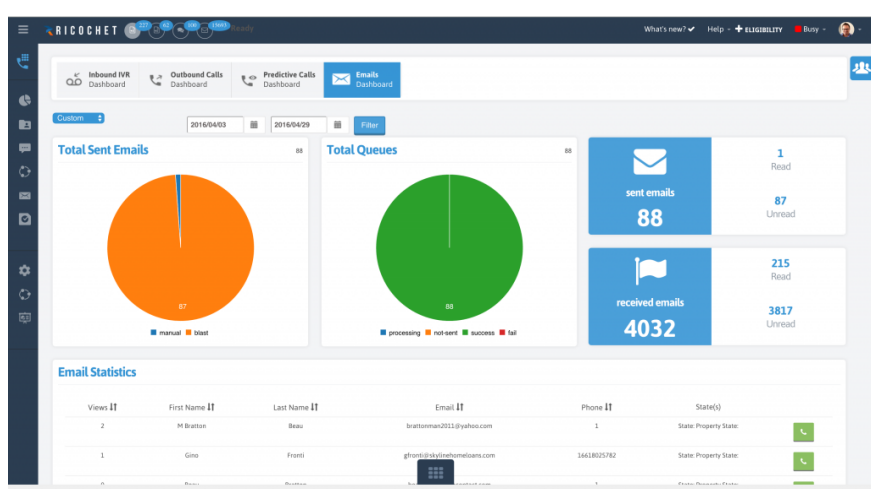 RICOCHET 227 62 108 15693 Ready What's new? Help ELIGIBILITY Busy
Inbound IVR Dashboard
Outbound Calls Dashboard
Predictive Calls Dashboard
Emails Dashboard
Custom 2016/04/03 2016/04/29 Filter
Total Sent Emails 88
87
manual blast
Total Queues 88
88
processing not-sent success fail
sent emails
88
1
Read
87
Unread
received emails
4032
215
Read
3817
Unread
Email Statistics
Views First Name Last Name Email Phone State(s)
2 M Bratton Beau brattonman2011@yahoo.com 1 State: Property State:
1 Gino Fronti gfronti@skylinehomeloans.com 16618025782 State: Property State: